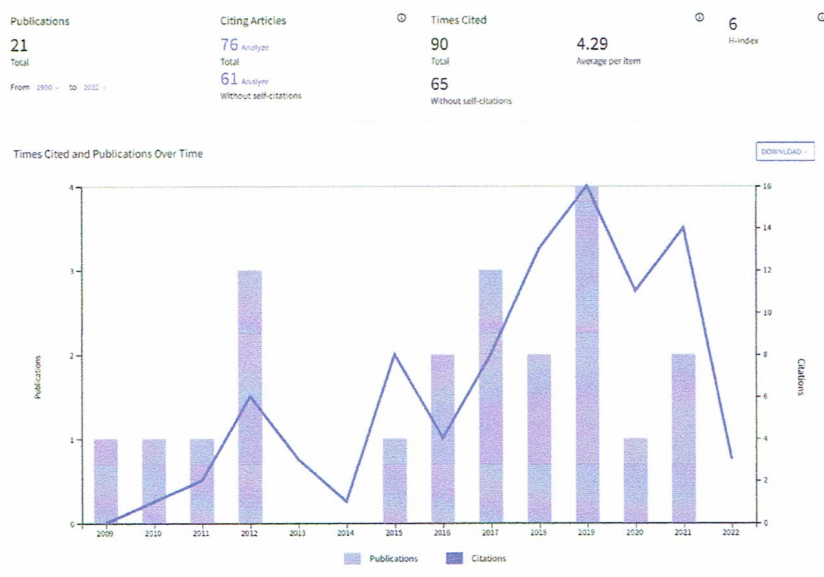 Publications
21
Total
From 1900 to 2022
Citing Articles
76 Analyze
Total
61 Analyze
Without self-citations
Times Cited
90
Total
65
Without self-citations
4.29
Average per item
6
H-Index
Times Cited and Publications Over Time
DOWNLOAD
4
3
2
1
0
Publications
16
14
12
10
8
6
4
2
0
Citations
2009 2010 2011 2012 2013 2014 2015 2016 2017 2018 2019 2020 2021 2022
Publications Citations